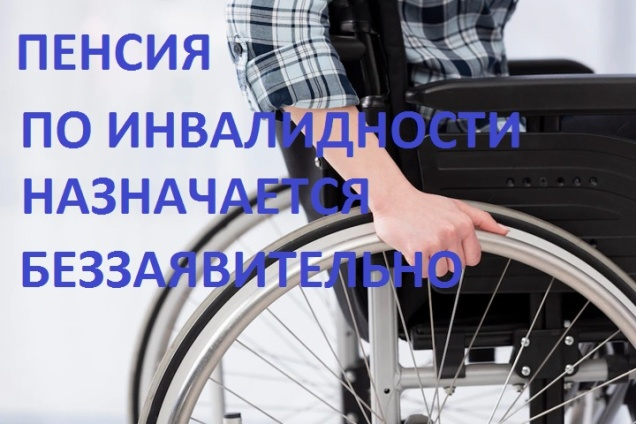 ПЕНСИЯ
ПО ИНВАЛИДНОСТИ
НАЗНАЧАЕТСЯ
БЕЗЗАЯВИТЕЛЬНО